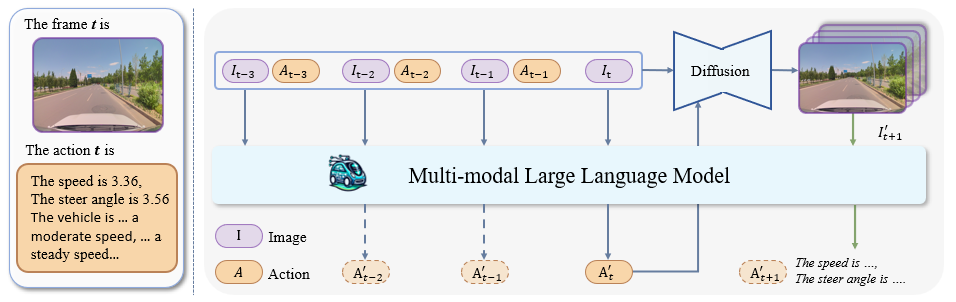 The frame t is
The action t is
The speed is 3.36,
The steer angle is 3.56
The vehicle is ... a
moderate speed, ... a
steady speed...
I_{t-3} A_{t-3} I_{t-2} A_{t-2} I_{t-1} A_{t-1} I_t
Diffusion
I'_{t+1}
Multi-modal Large Language Model
I Image
A Action
A'_{t-2} A'_{t-1} A'_t A'_{t+1}
The speed is ...,
The steer angle is ....